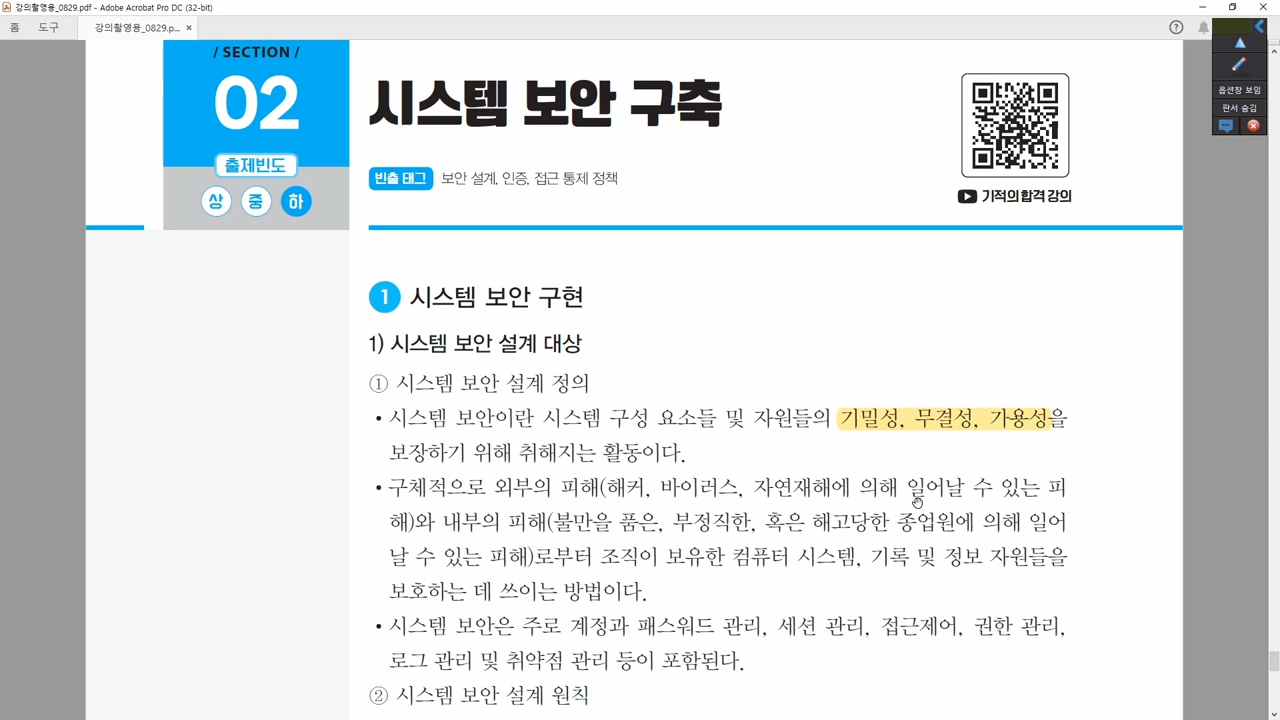 강의촬영용_0829.pdf - Adobe Acrobat Pro DC (32-bit)
홈 도구 강의촬영용_0829.p... ×
옵션창 보임
판서 숨김
/ SECTION /
02
출제빈도
상 중 하
시스템 보안 구축
빈출 태그 보안 설계, 인증, 접근 통제 정책
기적의 합격 강의
1 시스템 보안 구현
1) 시스템 보안 설계 대상
① 시스템 보안 설계 정의
• 시스템 보안이란 시스템 구성 요소들 및 자원들의 기밀성, 무결성, 가용성을
보장하기 위해 취해지는 활동이다.
• 구체적으로 외부의 피해(해커, 바이러스, 자연재해에 의해 일어날 수 있는 피
해)와 내부의 피해(불만을 품은, 부정직한, 혹은 해고당한 종업원에 의해 일어
날 수 있는 피해)로부터 조직이 보유한 컴퓨터 시스템, 기록 및 정보 자원들을
보호하는 데 쓰이는 방법이다.
• 시스템 보안은 주로 계정과 패스워드 관리, 세션 관리, 접근제어, 권한 관리,
로그 관리 및 취약점 관리 등이 포함된다.
② 시스템 보안 설계 원칙